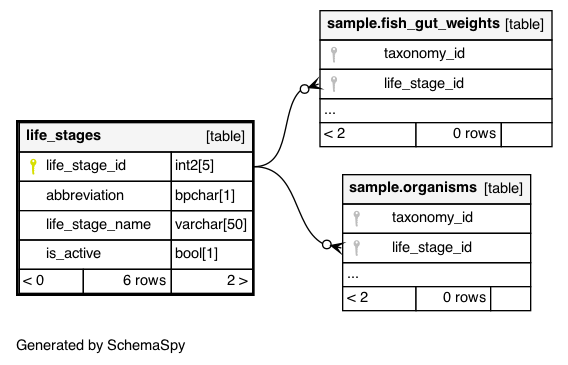 sample.fish_gut_weights [table]
taxonomy_id
life_stage_id
...
< 2 0 rows
life_stages [table]
life_stage_id int2[5]
abbreviation bpchar[1]
life_stage_name varchar[50]
is_active bool[1]
< 0 6 rows 2 >
sample.organisms [table]
taxonomy_id
life_stage_id
...
< 2 0 rows
Generated by SchemaSpy